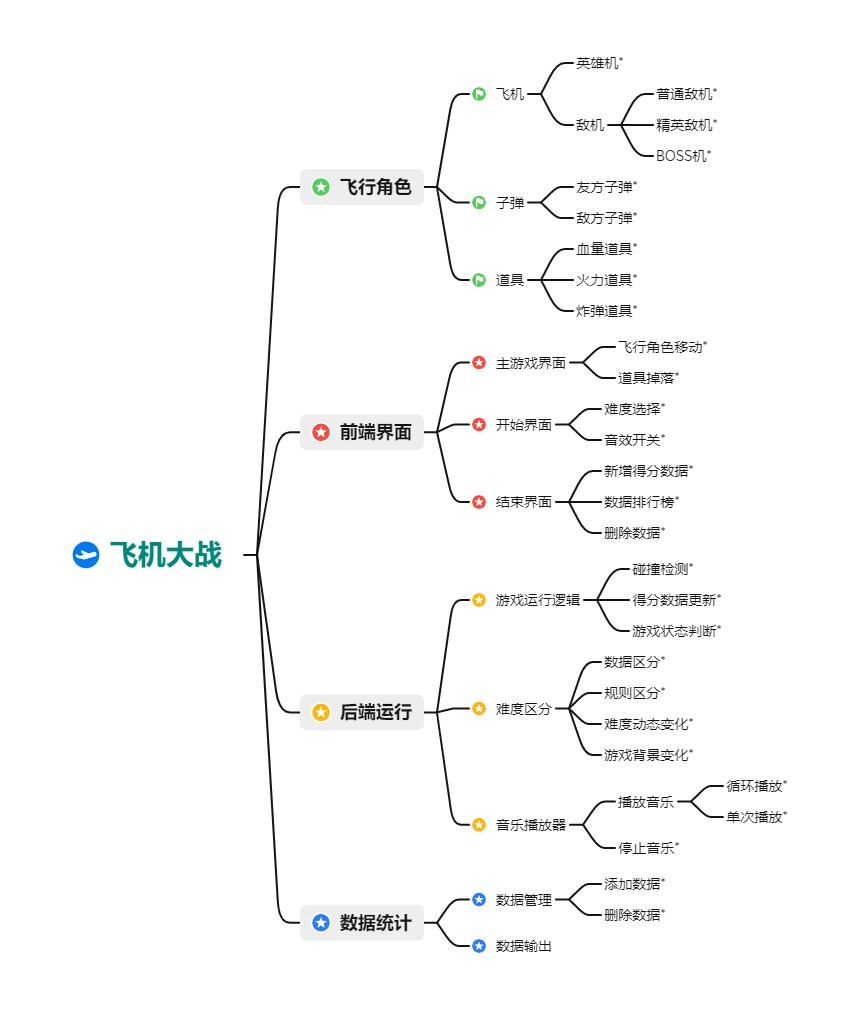 飞机大战
飞行角色
飞机
英雄机*
敌机
普通敌机*
精英敌机*
BOSS机*
子弹
友方子弹*
敌方子弹*
道具
血量道具*
火力道具*
炸弹道具*
前端界面
主游戏界面
飞行角色移动*
道具掉落*
开始界面
难度选择*
音效开关*
结束界面
新增得分数据*
数据排行榜*
删除数据*
后端运行
游戏运行逻辑
碰撞检测*
得分数据更新*
游戏状态判断*
难度区分
数据区分*
规则区分*
难度动态变化*
游戏背景变化*
音乐播放器
播放音乐
循环播放*
单次播放*
停止音乐*
数据统计
数据管理
添加数据*
删除数据*
数据输出